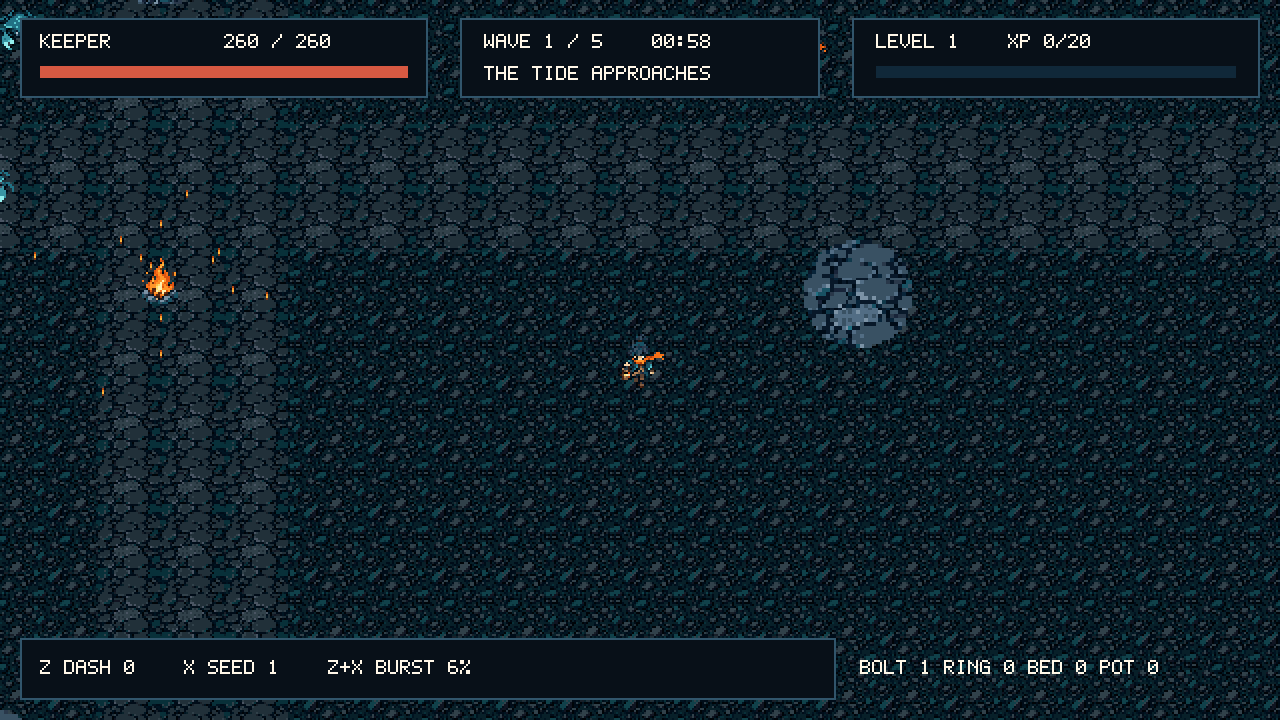 KEEPER 260 / 260
WAVE 1 / 5 00:58
THE TIDE APPROACHES
LEVEL 1 XP 0/20
Z DASH 0 X SEED 1 Z+X BURST 6%
BOLT 1 RING 0 BED 0 POT 0